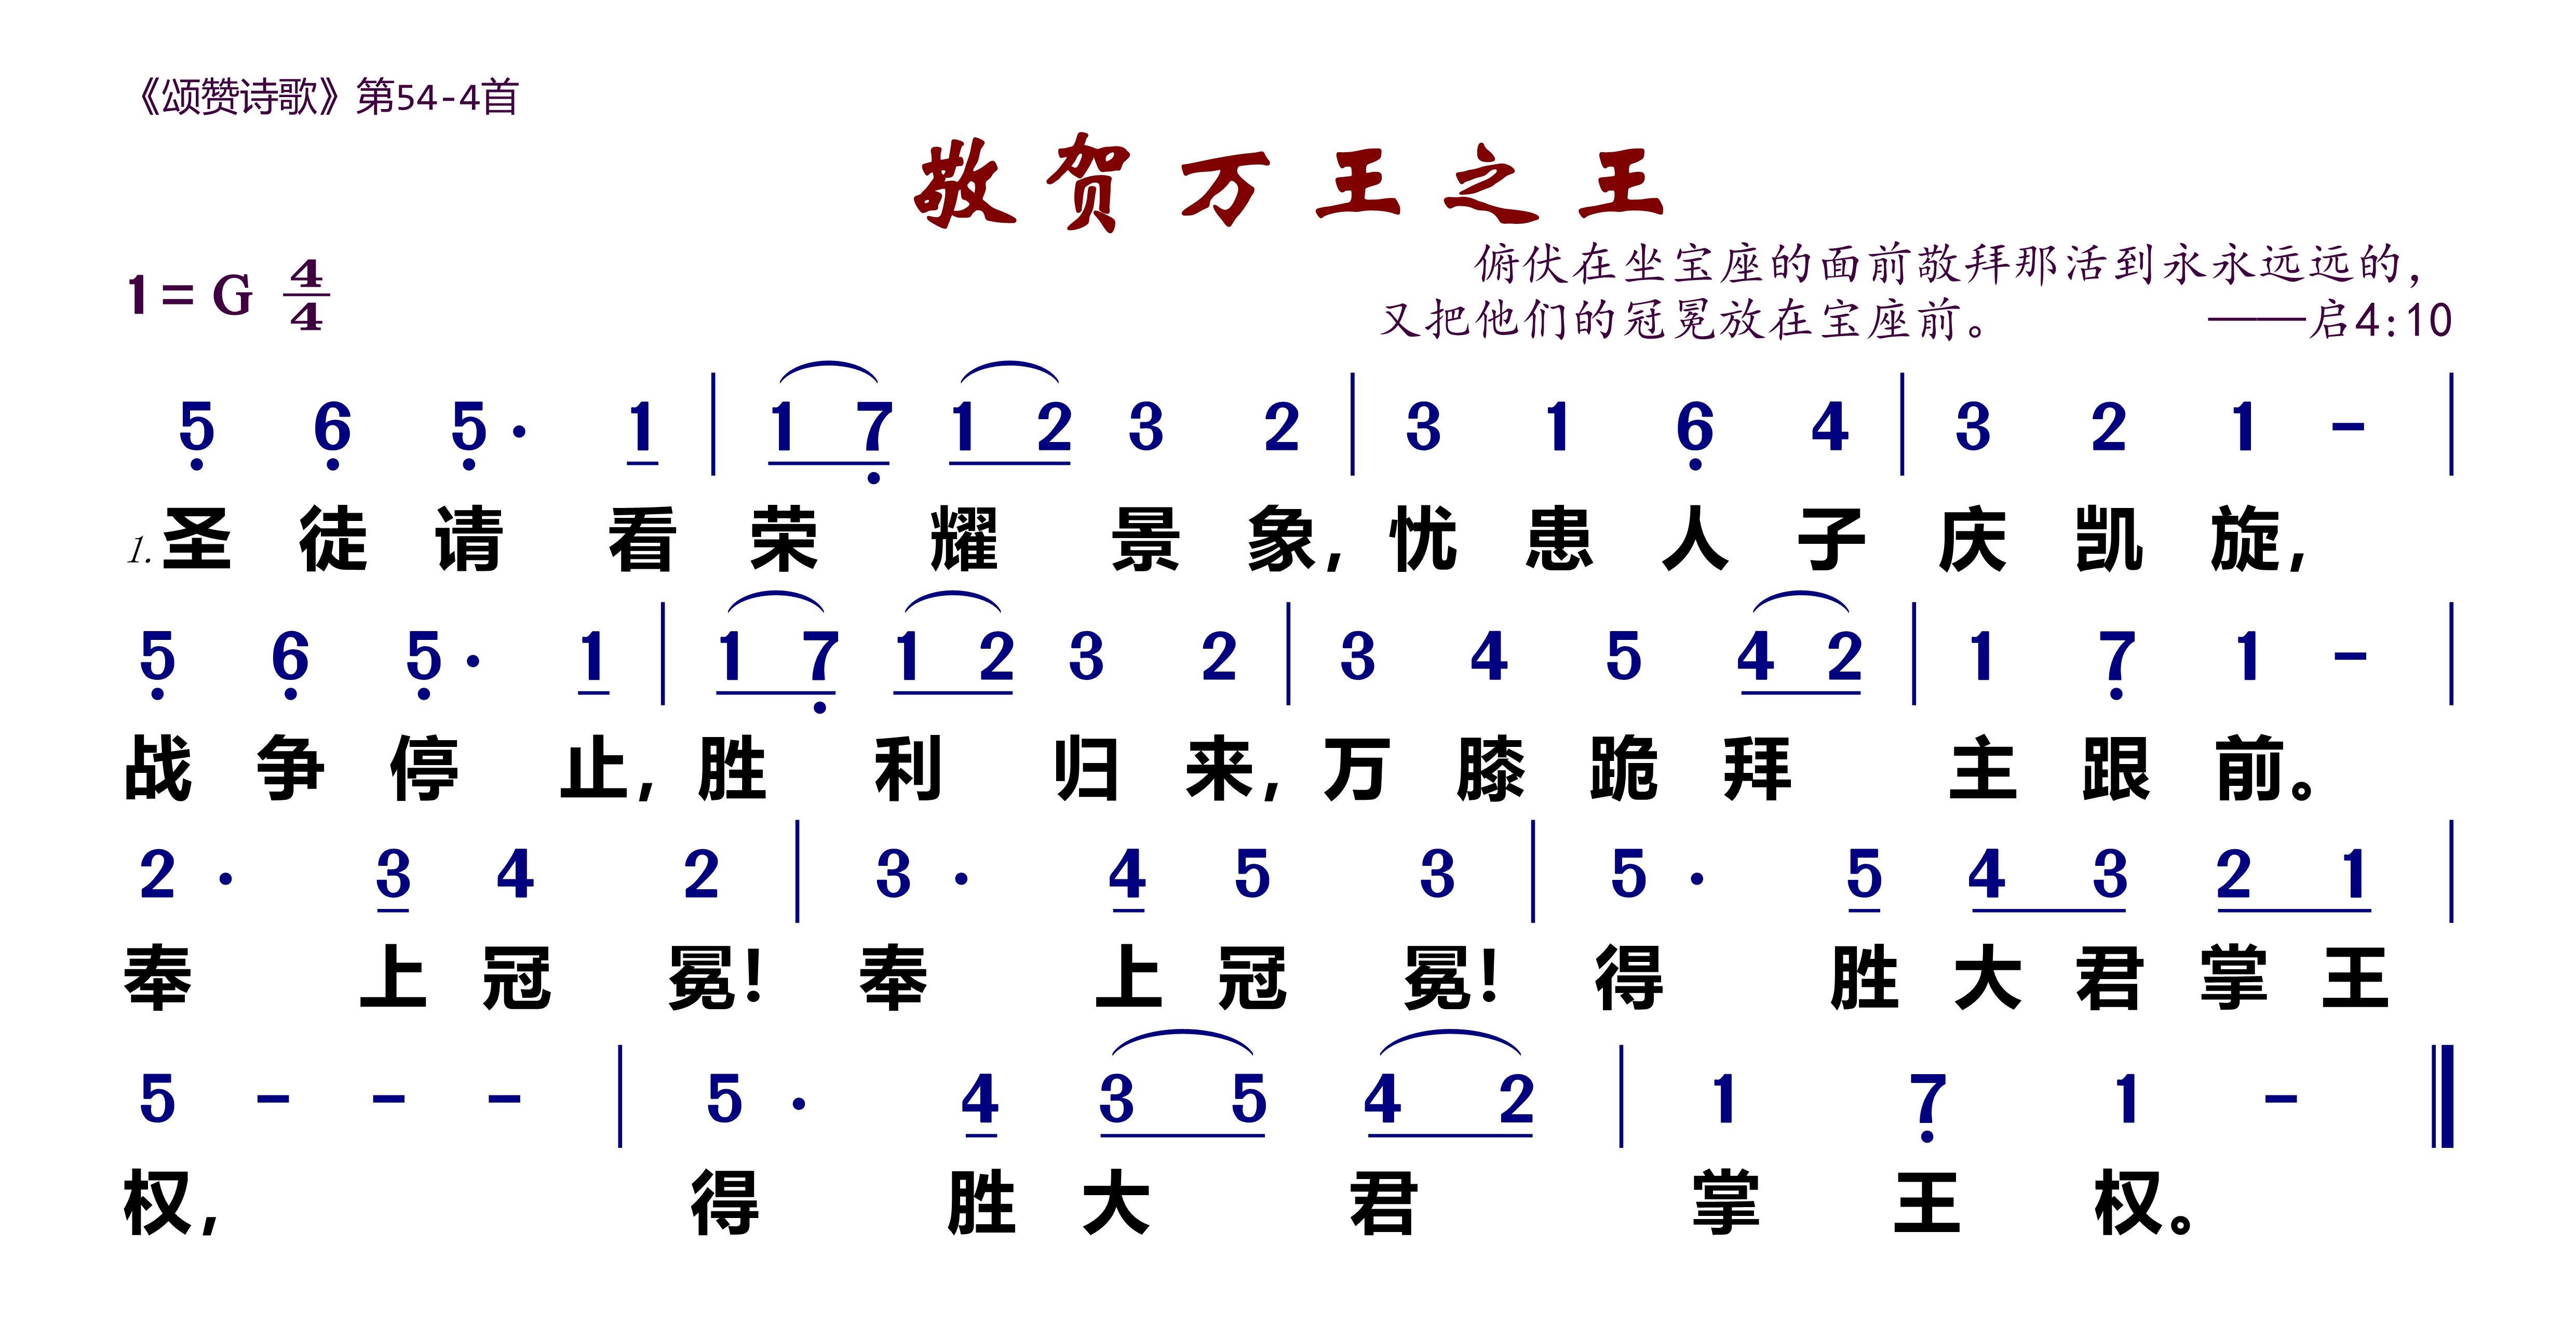 《颂赞诗歌》第54-4首
敬贺万王之王
俯伏在坐宝座的面前敬拜那活到永永远远的，
1=G 4/4
又把他们的冠冕放在宝座前。 ——启4:10
5 6 5 · 1 | 1 7 1 2 3 2 | 3 1 6 4 | 3 2 1 - |
1. 圣徒请看荣耀景象，忧患人子庆凯旋，
5 6 5 · 1 | 1 7 1 2 3 2 | 3 4 5 4 2 | 1 7 1 - |
战争停止，胜利归来，万膝跪拜主跟前。
2 · 3 4 2 | 3 · 4 5 3 | 5 · 5 4 3 2 1 |
奉上冠冕！奉上冠冕！得胜大君掌王
5 - - - | 5 · 4 3 5 4 2 | 1 7 1 - ‖
权，得胜大君掌王权。